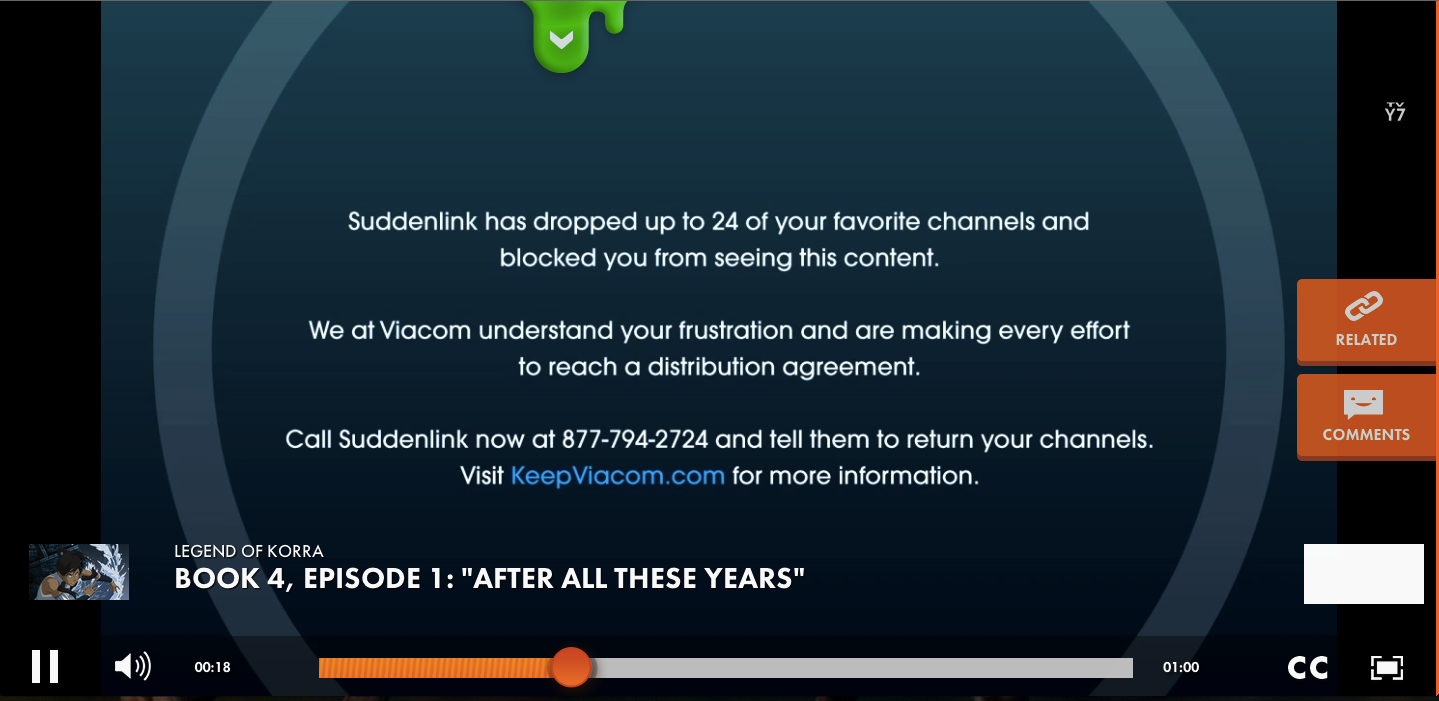 TV
Y7
Suddenlink has dropped up to 24 of your favorite channels and
blocked you from seeing this content.
We at Viacom understand your frustration and are making every effort
to reach a distribution agreement.
Call Suddenlink now at 877-794-2724 and tell them to return your channels.
Visit KeepViacom.com for more information.
RELATED
COMMENTS
LEGEND OF KORRA
BOOK 4, EPISODE 1: "AFTER ALL THESE YEARS"
00:18
01:00
CC